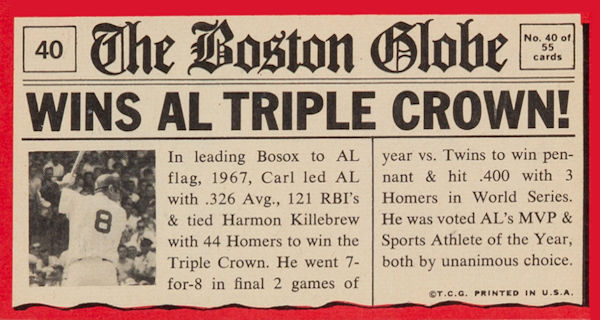 40
The Boston Globe
No. 40 of
55
cards
WINS AL TRIPLE CROWN!
8
In leading Bosox to AL
flag, 1967, Carl led AL
with .326 Avg., 121 RBI's
& tied Harmon Killebrew
with 44 Homers to win the
Triple Crown. He went 7-
for-8 in final 2 games of
year vs. Twins to win pen-
nant & hit .400 with 3
Homers in World Series.
He was voted AL's MVP &
Sports Athlete of the Year,
both by unanimous choice.
©T.C.G. PRINTED IN U.S.A.